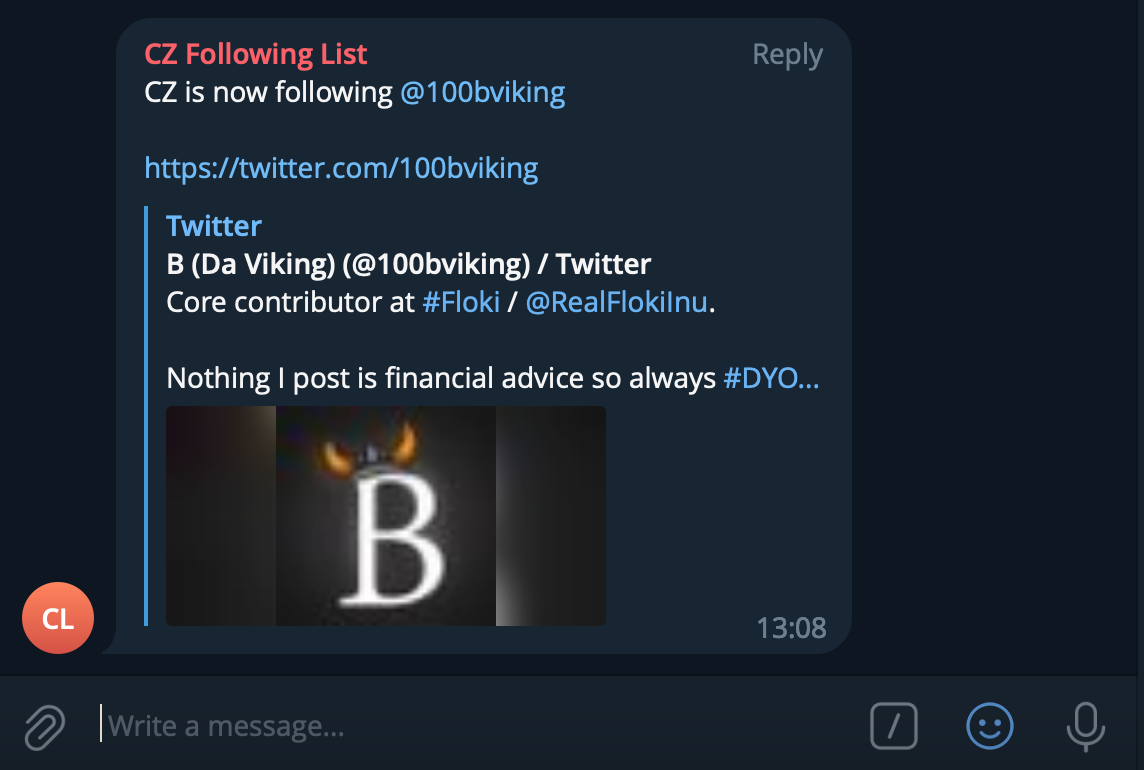 CZ Following List
Reply
CZ is now following @100bviking
https://twitter.com/100bviking
Twitter
B (Da Viking) (@100bviking) / Twitter
Core contributor at #Floki / @RealFlokiInu.
Nothing I post is financial advice so always #DYO...
B
CL
13:08
Write a message...